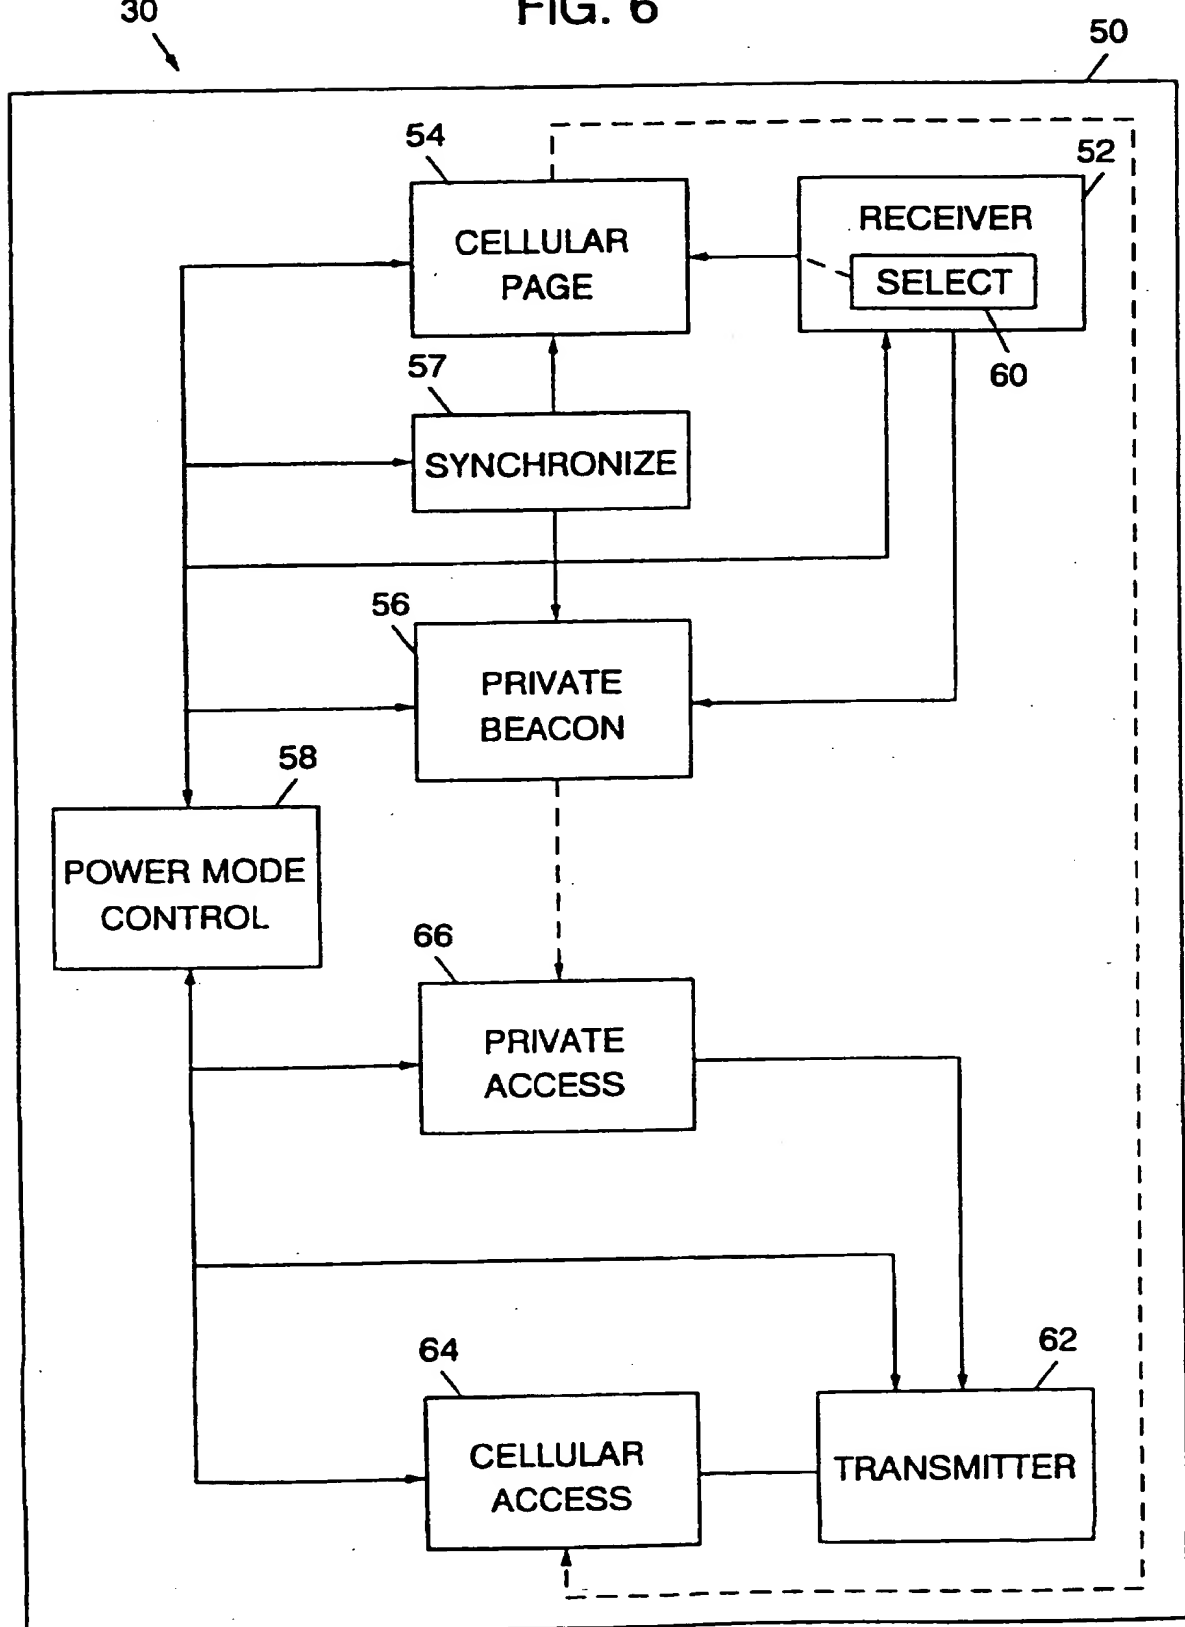 FIG. 6
30
50
54
52
CELLULAR
PAGE
RECEIVER
SELECT
60
57
SYNCHRONIZE
56
PRIVATE
BEACON
58
POWER MODE
CONTROL
66
PRIVATE
ACCESS
64
62
CELLULAR
ACCESS
TRANSMITTER